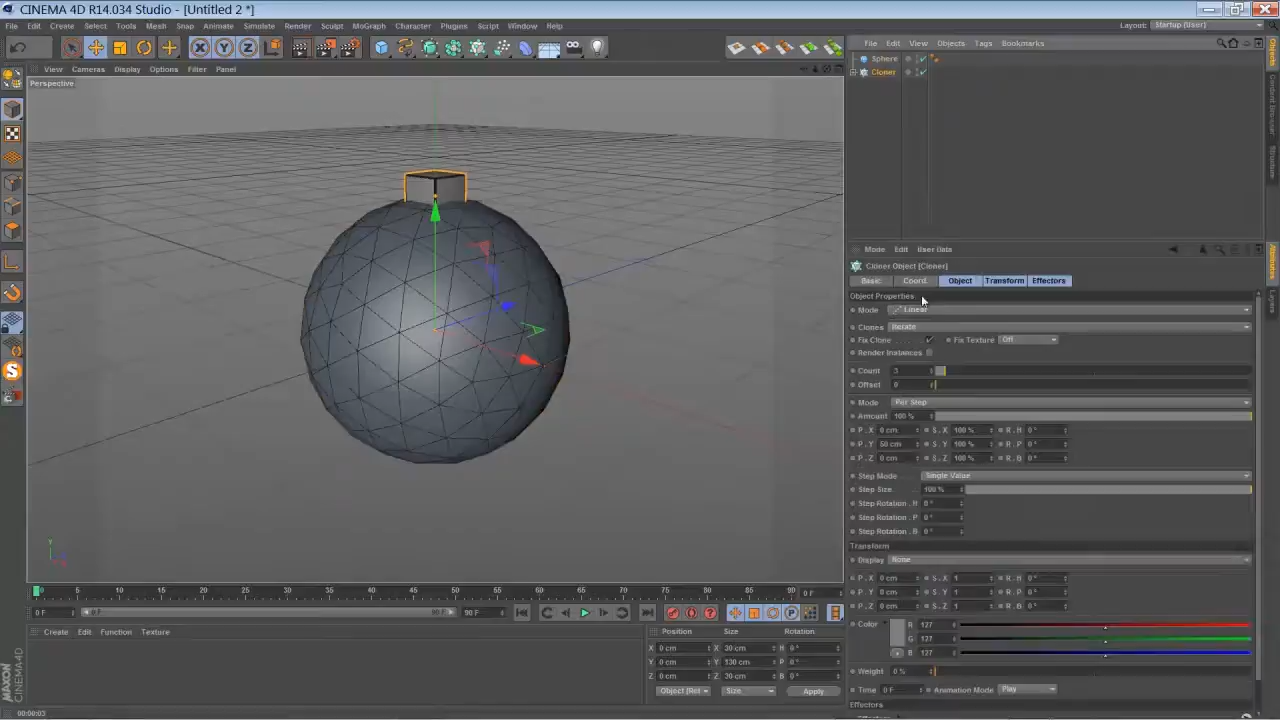 CINEMA 4D R14.034 Studio - [Untitled 2 *]
File Edit Create Select Tools Mesh Snap Animate Simulate Render Sculpt MoGraph Character Plugins Script Window Help Layout: Startup (User)
View Cameras Display Options Filter Panel
Perspective
File Edit View Objects Tags Bookmarks
Sphere
Cloner
Objects
Content Browser
Structure
Mode Edit User Data
Attributes
Layers
Cloner Object [Cloner]
Basic Coord. Object Transform Effectors
Object Properties
Mode Linear
Clones Iterate
Fix Clone Fix Texture Off
Render Instances
Count 3
Offset 0
Mode Per Step
Amount 100 %
P . X 0 cm S . X 100 % R . H 0 °
P . Y 50 cm S . Y 100 % R . P 0 °
P . Z 0 cm S . Z 100 % R . B 0 °
Step Mode Single Value
Step Size 100 %
Step Rotation . H 0 °
Step Rotation . P 0 °
Step Rotation . B 0 °
Transform
Display None
P . X 0 cm S . X 1 R . H 0 °
P . Y 0 cm S . Y 1 R . P 0 °
P . Z 0 cm S . Z 1 R . B 0 °
Color R 127
G 127
B 127
Weight 0 %
Time 0 F Animation Mode Play
Effectors
Y
0 5 10 15 20 25 30 35 40 45 50 55 60 65 70 75 80 85 90 0 F
0 F 0 F 90 F 90 F
Create Edit Function Texture
Position Size Rotation
X 0 cm X 30 cm H 0 °
Y 0 cm Y 130 cm P 0 °
Z 0 cm Z 30 cm B 0 °
Object (Rel Size Apply
MAXON CINEMA 4D
00:00:03